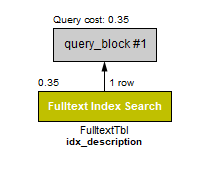 Query cost: 0.35
query_block #1
0.35 1 row
Fulltext Index Search
FulltextTbl
idx_description